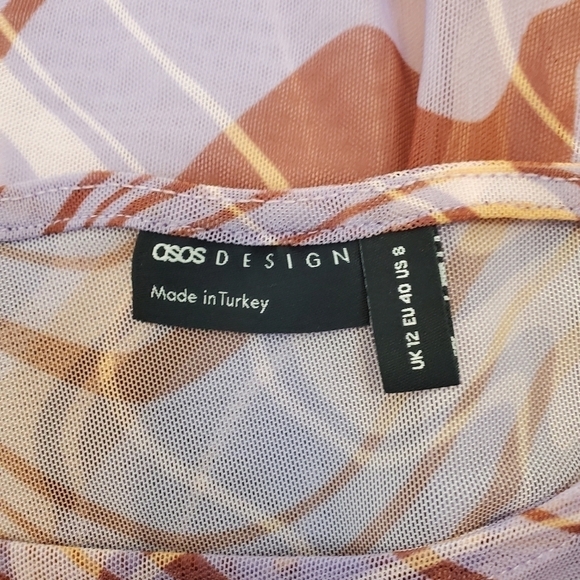 asos DESIGN
Made in Turkey
UK 12 EU 40 US 8